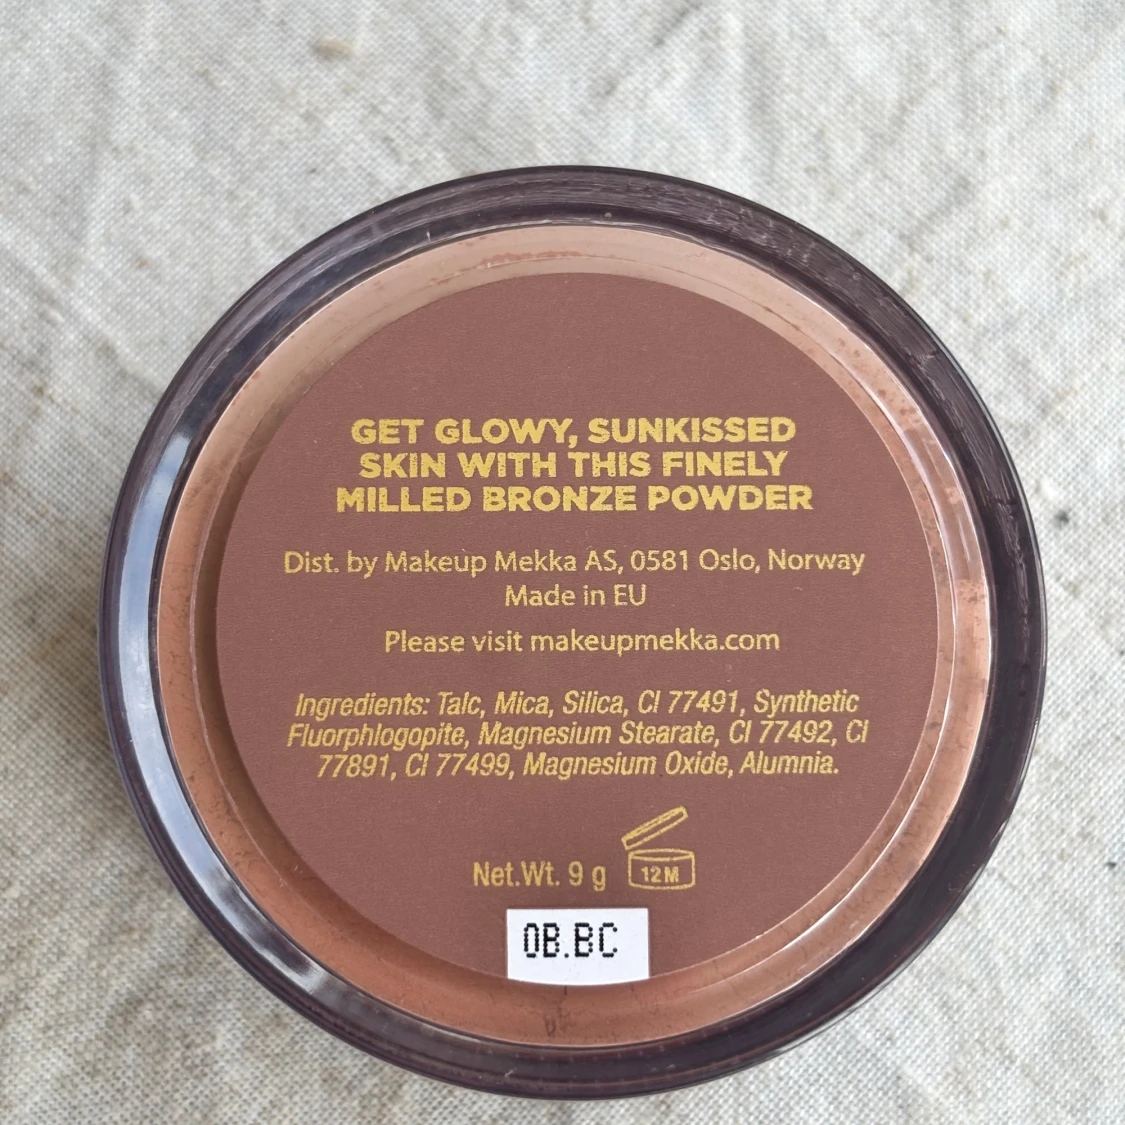 GET GLOWY, SUNKISSED
SKIN WITH THIS FINELY
MILLED BRONZE POWDER
Dist. by Makeup Mekka AS, 0581 Oslo, Norway
Made in EU
Please visit makeupmekka.com
Ingredients: Talc, Mica, Silica, CI 77491, Synthetic
Fluorphlogopite, Magnesium Stearate, CI 77492, CI
77891, CI 77499, Magnesium Oxide, Alumnia.
Net.Wt. 9 g 12M
0B.BC